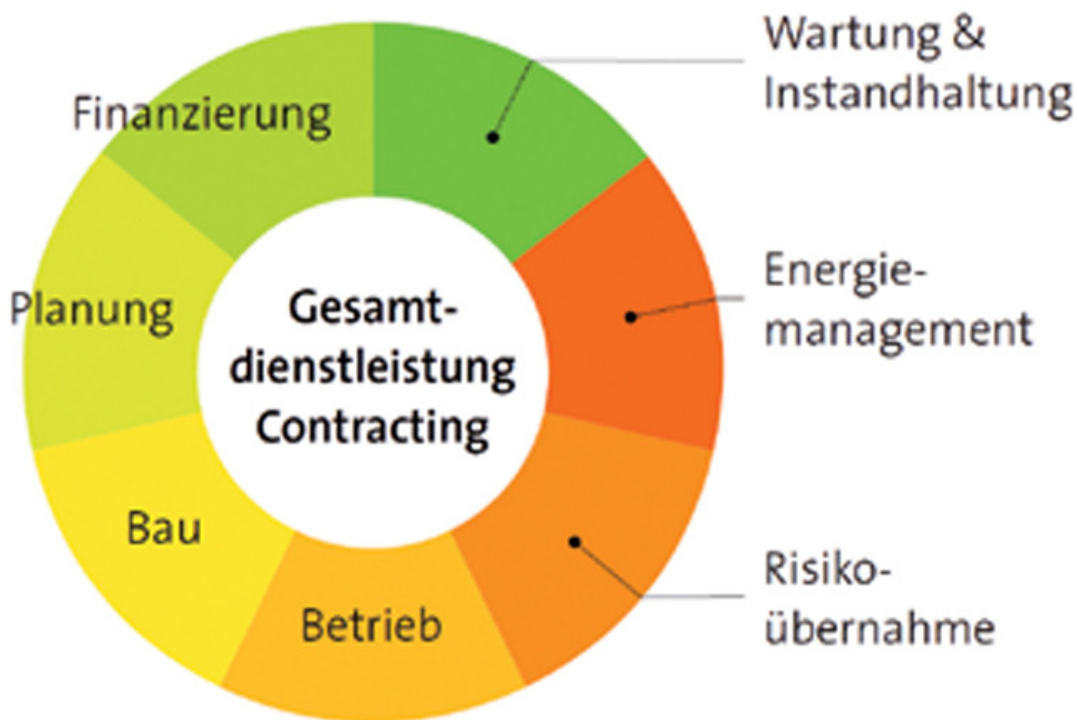 Wartung &
Instandhaltung
Finanzierung
Energie-
management
Planung
Gesamt-
dienstleistung
Contracting
Bau
Betrieb
Risiko-
übernahme